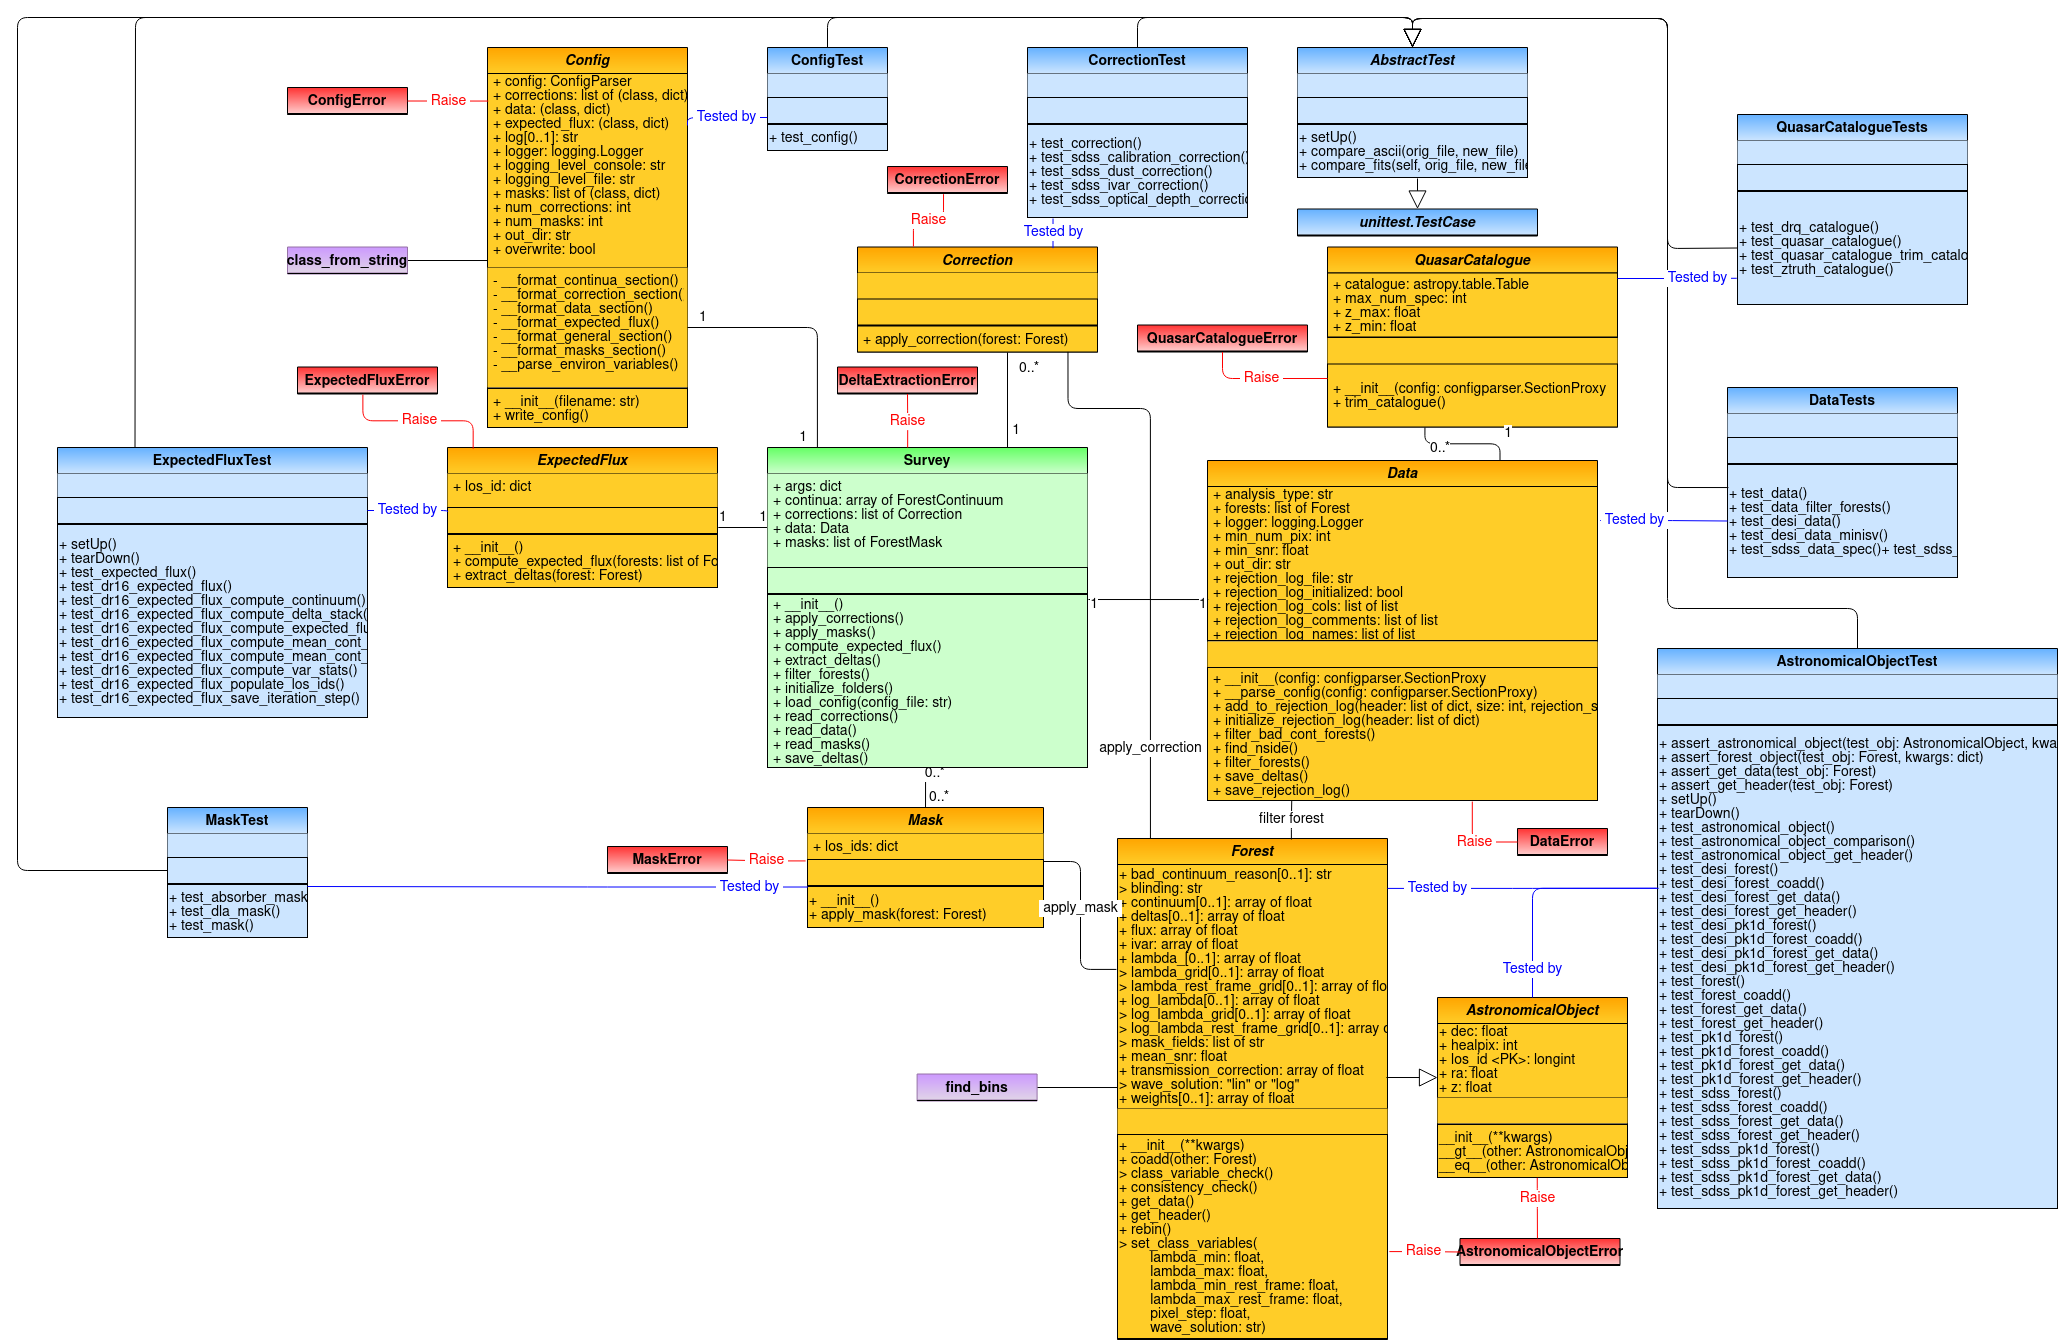 Config
+ config: ConfigParser
+ corrections: list of (class, dict)
+ data: (class, dict)
+ expected_flux: (class, dict)
+ log[0..1]: str
+ logger: logging.Logger
+ logging_level_console: str
+ logging_level_file: str
+ masks: list of (class, dict)
+ num_corrections: int
+ num_masks: int
+ out_dir: str
+ overwrite: bool
- __format_continua_section()
- __format_correction_section(
- __format_data_section()
- __format_expected_flux()
- __format_general_section()
- __format_masks_section()
- __parse_environ_variables()
+ __init__(filename: str)
+ write_config()
ConfigError
Raise
class_from_string
Tested by
ConfigTest
+ test_config()
CorrectionTest
+ test_correction()
+ test_sdss_calibration_correction()
+ test_sdss_dust_correction()
+ test_sdss_ivar_correction()
+ test_sdss_optical_depth_correctio
AbstractTest
+ setUp()
+ compare_ascii(orig_file, new_file)
+ compare_fits(self, orig_file, new_file
unittest.TestCase
QuasarCatalogueTests
+ test_drq_catalogue()
+ test_quasar_catalogue()
+ test_quasar_catalogue_trim_catalo
+ test_ztruth_catalogue()
CorrectionError
Raise
Tested by
Correction
+ apply_correction(forest: Forest)
QuasarCatalogue
+ catalogue: astropy.table.Table
+ max_num_spec: int
+ z_max: float
+ z_min: float
+ __init__(config: configparser.SectionProxy
+ trim_catalogue()
Tested by
QuasarCatalogueError
Raise
1
1
0..*
1
0..*
1
ExpectedFluxError
Raise
DeltaExtractionError
Raise
DataTests
+ test_data()
+ test_data_filter_forests()
+ test_desi_data()
+ test_desi_data_minisv()
+ test_sdss_data_spec()+ test_sdss_
Tested by
ExpectedFluxTest
+ setUp()
+ tearDown()
+ test_expected_flux()
+ test_dr16_expected_flux()
+ test_dr16_expected_flux_compute_continuum()
+ test_dr16_expected_flux_compute_delta_stack(
+ test_dr16_expected_flux_compute_expected_flu
+ test_dr16_expected_flux_compute_mean_cont_
+ test_dr16_expected_flux_compute_mean_cont_
+ test_dr16_expected_flux_compute_var_stats()
+ test_dr16_expected_flux_populate_los_ids()
+ test_dr16_expected_flux_save_iteration_step()
Tested by
ExpectedFlux
+ los_id: dict
+ __init__()
+ compute_expected_flux(forests: list of Fo
+ extract_deltas(forest: Forest)
1
1
Survey
+ args: dict
+ continua: array of ForestContinuum
+ corrections: list of Correction
+ data: Data
+ masks: list of ForestMask
+ __init__()
+ apply_corrections()
+ apply_masks()
+ compute_expected_flux()
+ extract_deltas()
+ filter_forests()
+ initialize_folders()
+ load_config(config_file: str)
+ read_corrections()
+ read_data()
+ read_masks()
+ save_deltas()
1
1
Data
+ analysis_type: str
+ forests: list of Forest
+ logger: logging.Logger
+ min_num_pix: int
+ min_snr: float
+ out_dir: str
+ rejection_log_file: str
+ rejection_log_initialized: bool
+ rejection_log_cols: list of list
+ rejection_log_comments: list of list
+ rejection_log_names: list of list
+ __init__(config: configparser.SectionProxy
+ __parse_config(config: configparser.SectionProxy)
+ add_to_rejection_log(header: list of dict, size: int, rejection_s
+ initialize_rejection_log(header: list of dict)
+ filter_bad_cont_forests()
+ find_nside()
+ filter_forests()
+ save_deltas()
+ save_rejection_log()
apply_correction
filter forest
Raise
DataError
0..*
0..*
MaskTest
+ test_absorber_mask
+ test_dla_mask()
+ test_mask()
Tested by
MaskError
Raise
Mask
+ los_ids: dict
+ __init__()
+ apply_mask(forest: Forest)
apply_mask
Forest
+ bad_continuum_reason[0..1]: str
> blinding: str
+ continuum[0..1]: array of float
+ deltas[0..1]: array of float
+ flux: array of float
+ ivar: array of float
+ lambda_[0..1]: array of float
> lambda_grid[0..1]: array of float
> lambda_rest_frame_grid[0..1]: array of flo
+ log_lambda[0..1]: array of float
> log_lambda_grid[0..1]: array of float
> log_lambda_rest_frame_grid[0..1]: array o
> mask_fields: list of str
+ mean_snr: float
+ transmission_correction: array of float
> wave_solution: "lin" or "log"
+ weights[0..1]: array of float
+ __init__(**kwargs)
+ coadd(other: Forest)
> class_variable_check()
+ consistency_check()
+ get_data()
+ get_header()
+ rebin()
> set_class_variables(
lambda_min: float,
lambda_max: float,
lambda_min_rest_frame: float,
lambda_max_rest_frame: float,
pixel_step: float,
wave_solution: str)
find_bins
Tested by
Tested by
AstronomicalObject
+ dec: float
+ healpix: int
+ los_id <PK>: longint
+ ra: float
+ z: float
__init__(**kwargs)
__gt__(other: AstronomicalObj
__eq__(other: AstronomicalOb
Raise
Raise
AstronomicalObjectError
AstronomicalObjectTest
+ assert_astronomical_object(test_obj: AstronomicalObject, kwa
+ assert_forest_object(test_obj: Forest, kwargs: dict)
+ assert_get_data(test_obj: Forest)
+ assert_get_header(test_obj: Forest)
+ setUp()
+ tearDown()
+ test_astronomical_object()
+ test_astronomical_object_comparison()
+ test_astronomical_object_get_header()
+ test_desi_forest()
+ test_desi_forest_coadd()
+ test_desi_forest_get_data()
+ test_desi_forest_get_header()
+ test_desi_pk1d_forest()
+ test_desi_pk1d_forest_coadd()
+ test_desi_pk1d_forest_get_data()
+ test_desi_pk1d_forest_get_header()
+ test_forest()
+ test_forest_coadd()
+ test_forest_get_data()
+ test_forest_get_header()
+ test_pk1d_forest()
+ test_pk1d_forest_coadd()
+ test_pk1d_forest_get_data()
+ test_pk1d_forest_get_header()
+ test_sdss_forest()
+ test_sdss_forest_coadd()
+ test_sdss_forest_get_data()
+ test_sdss_forest_get_header()
+ test_sdss_pk1d_forest()
+ test_sdss_pk1d_forest_coadd()
+ test_sdss_pk1d_forest_get_data()
+ test_sdss_pk1d_forest_get_header()